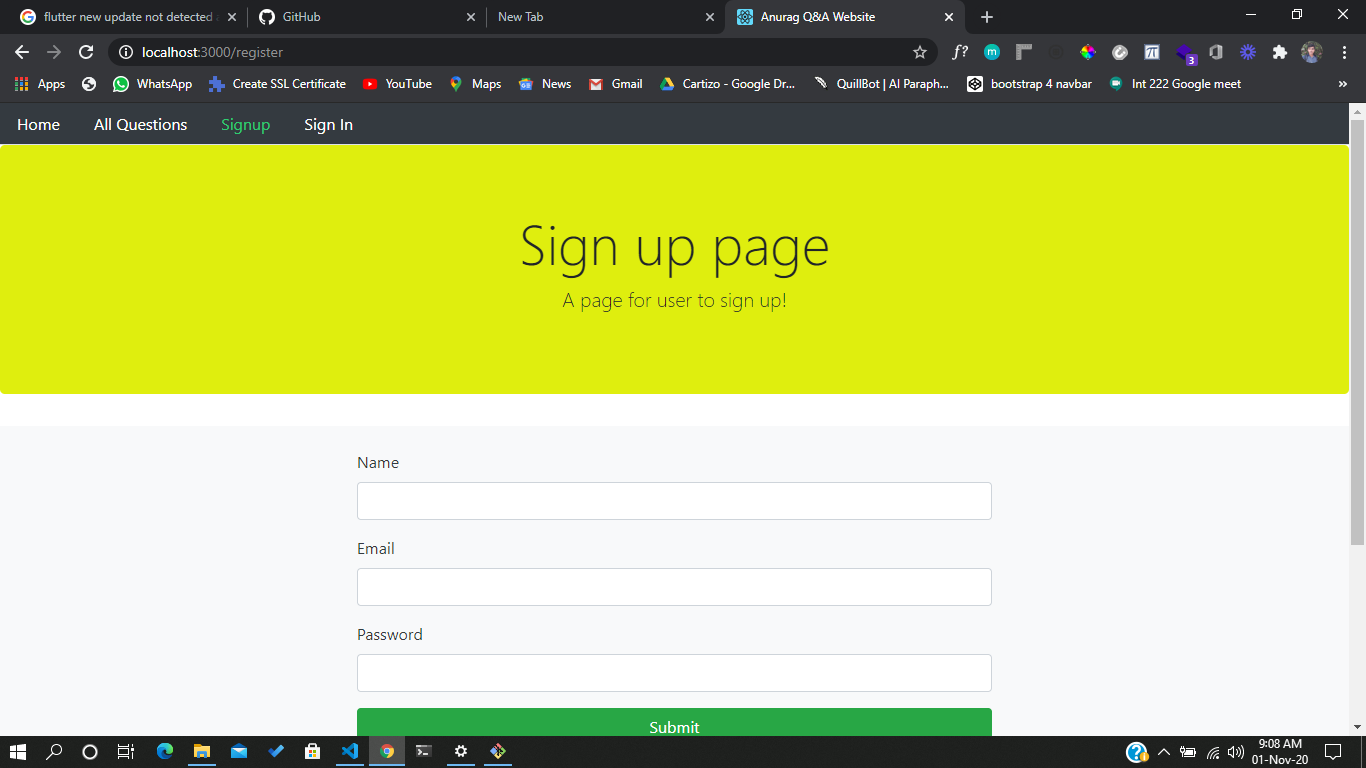 flutter new update not detected
GitHub
New Tab
Anurag Q&A Website
localhost:3000/register
f?
m
3
Apps
WhatsApp
Create SSL Certificate
YouTube
Maps
News
Gmail
Cartizo - Google Dr...
QuillBot | AI Paraph...
bootstrap 4 navbar
Int 222 Google meet
»
Home
All Questions
Signup
Sign In
Sign up page
A page for user to sign up!
Name
Email
Password
Submit
9:08 AM
01-Nov-20